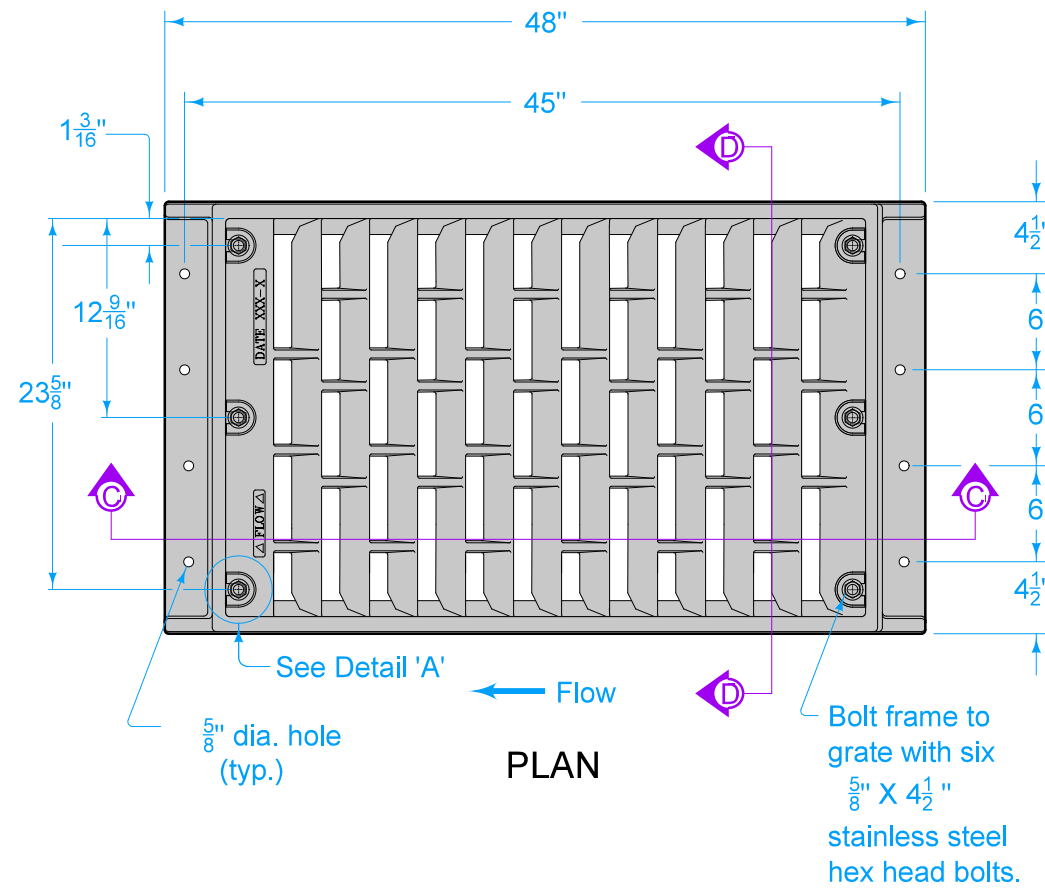 48"
45"
1 3/16"
D
4 1/2'
6
12 9/16"
DATE XXX-X
6
23 5/8"
C
C
6
△ FLOW △
4 1/2'
See Detail 'A'
Flow
D
5/8" dia. hole
(typ.)
PLAN
Bolt frame to
grate with six
5/8" X 4 1/2 "
stainless steel
hex head bolts.